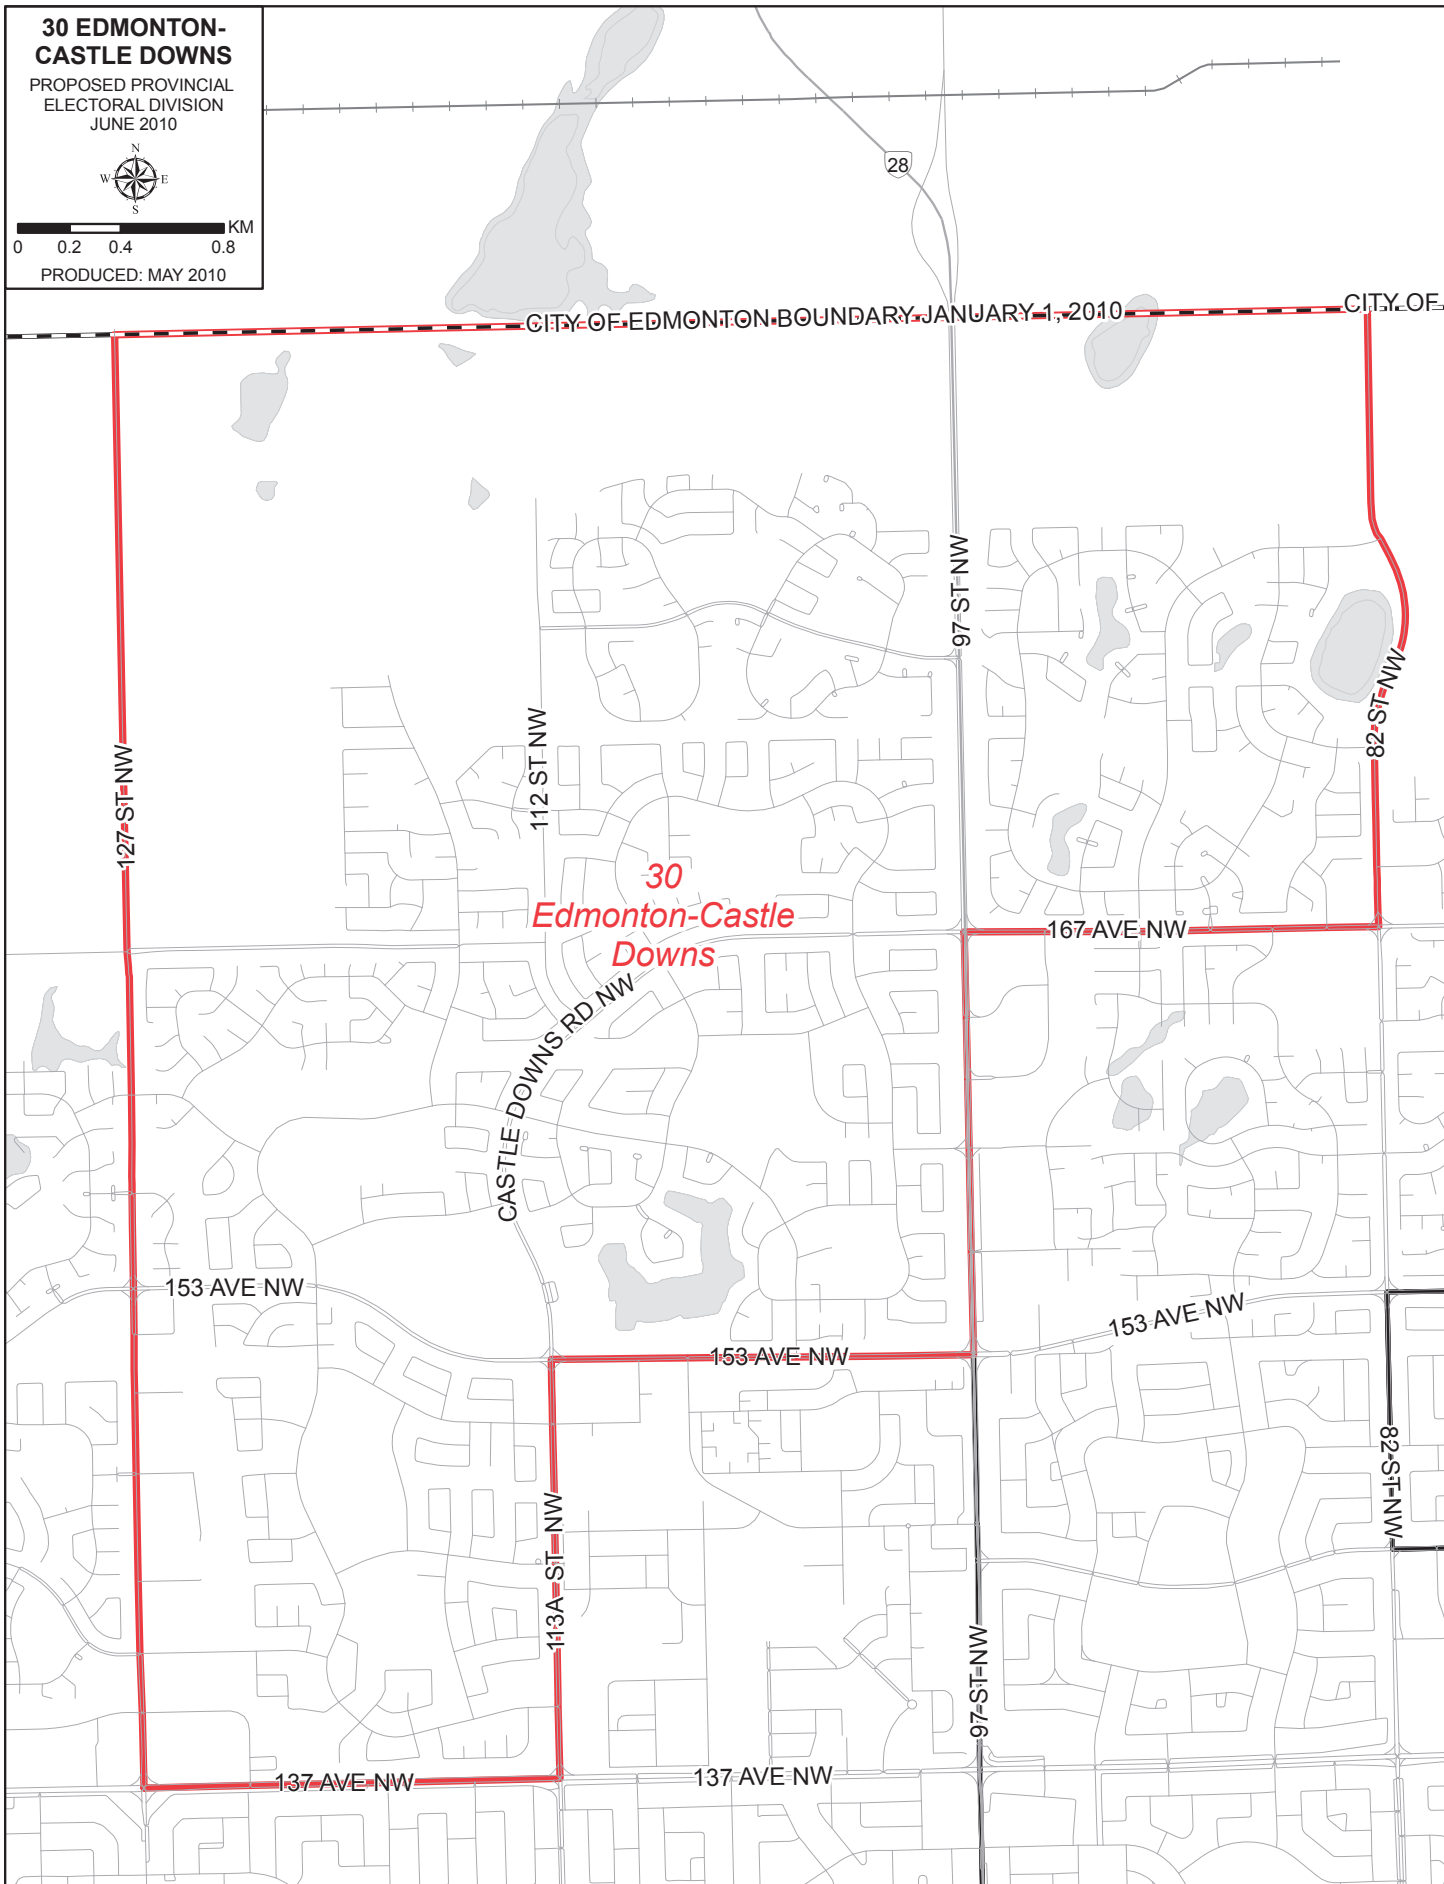 30 EDMONTON-
CASTLE DOWNS
PROPOSED PROVINCIAL
ELECTORAL DIVISION
JUNE 2010
N
W E
S
KM
0 0.2 0.4 0.8
PRODUCED: MAY 2010
28
CITY OF EDMONTON BOUNDARY JANUARY 1, 2010
CITY OF
97 ST NW
82 ST NW
112 ST NW
127 ST NW
30
Edmonton-Castle
Downs
167 AVE NW
CASTLE DOWNS RD NW
153 AVE NW
153 AVE NW
153 AVE NW
82 ST NW
113A ST NW
97 ST NW
137 AVE NW
137 AVE NW